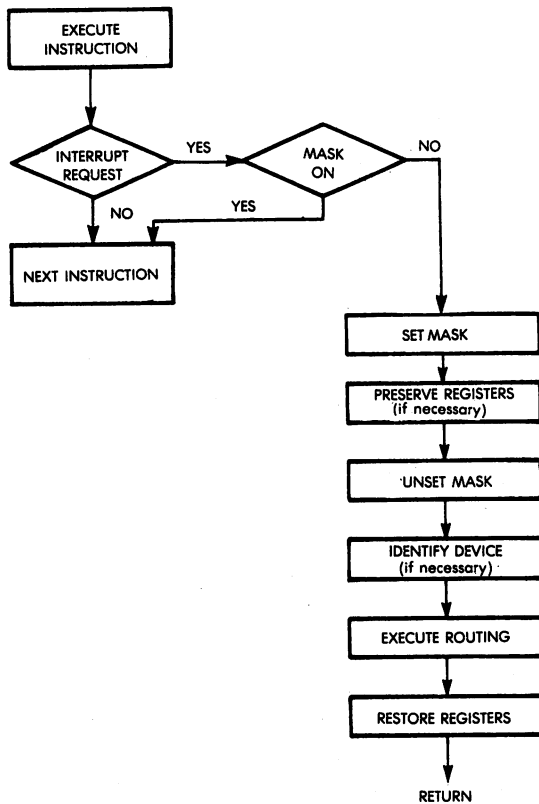 EXECUTE
INSTRUCTION
INTERRUPT
REQUEST
YES
MASK
ON
NO
NO
YES
NEXT INSTRUCTION
SET MASK
PRESERVE REGISTERS
(if necessary)
UNSET MASK
IDENTIFY DEVICE
(if necessary)
EXECUTE ROUTING
RESTORE REGISTERS
RETURN